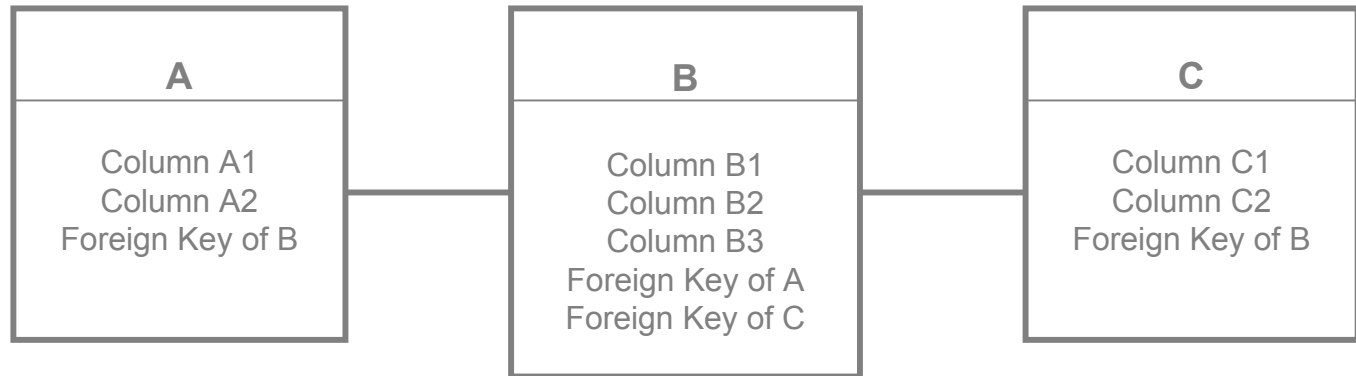 A
Column A1
Column A2
Foreign Key of B
B
Column B1
Column B2
Column B3
Foreign Key of A
Foreign Key of C
C
Column C1
Column C2
Foreign Key of B